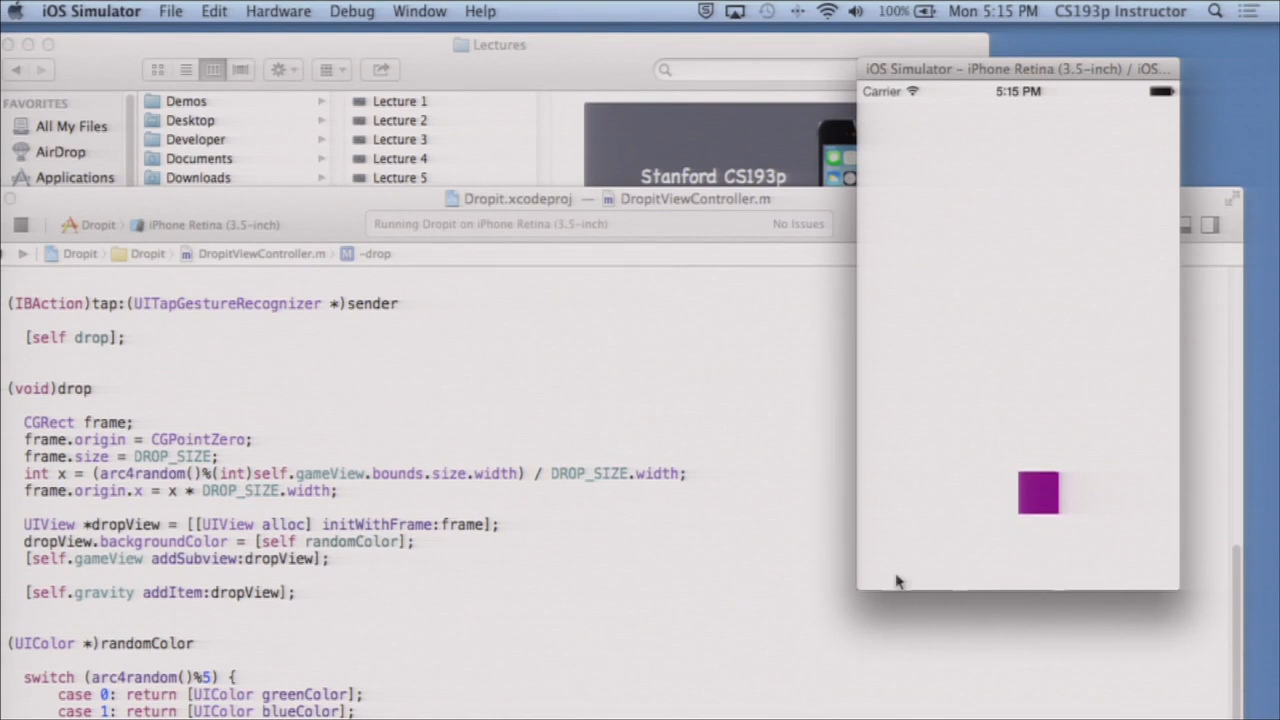 iOS Simulator File Edit Hardware Debug Window Help 100% Mon 5:15 PM CS193p Instructor
Lectures
iOS Simulator – iPhone Retina (3.5-inch) / iOS...
FAVORITES
All My Files
AirDrop
Applications
Demos
Desktop
Developer
Documents
Downloads
Lecture 1
Lecture 2
Lecture 3
Lecture 4
Lecture 5
Stanford CS193p
Carrier 5:15 PM
Dropit.xcodeproj — DropitViewController.m
Dropit iPhone Retina (3.5-inch) Running Dropit on iPhone Retina (3.5-inch) No Issues
Dropit Dropit DropitViewController.m M -drop
(IBAction)tap:(UITapGestureRecognizer *)sender
[self drop];
(void)drop
CGRect frame;
frame.origin = CGPointZero;
frame.size = DROP_SIZE;
int x = (arc4random()%(int)self.gameView.bounds.size.width) / DROP_SIZE.width;
frame.origin.x = x * DROP_SIZE.width;
UIView *dropView = [[UIView alloc] initWithFrame:frame];
dropView.backgroundColor = [self randomColor];
[self.gameView addSubview:dropView];
[self.gravity addItem:dropView];
(UIColor *)randomColor
switch (arc4random()%5) {
case 0: return [UIColor greenColor];
case 1: return [UIColor blueColor];